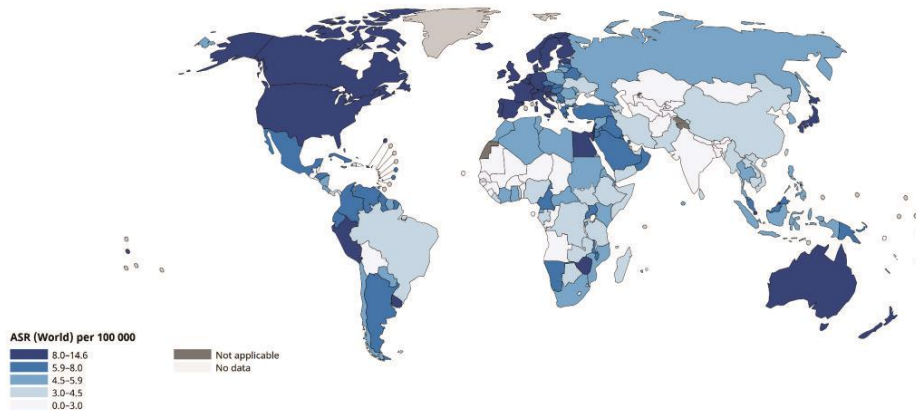 ASR (World) per 100 000
8.0–14.6
5.9–8.0
4.5–5.9
3.0–4.5
0.0–3.0
Not applicable
No data